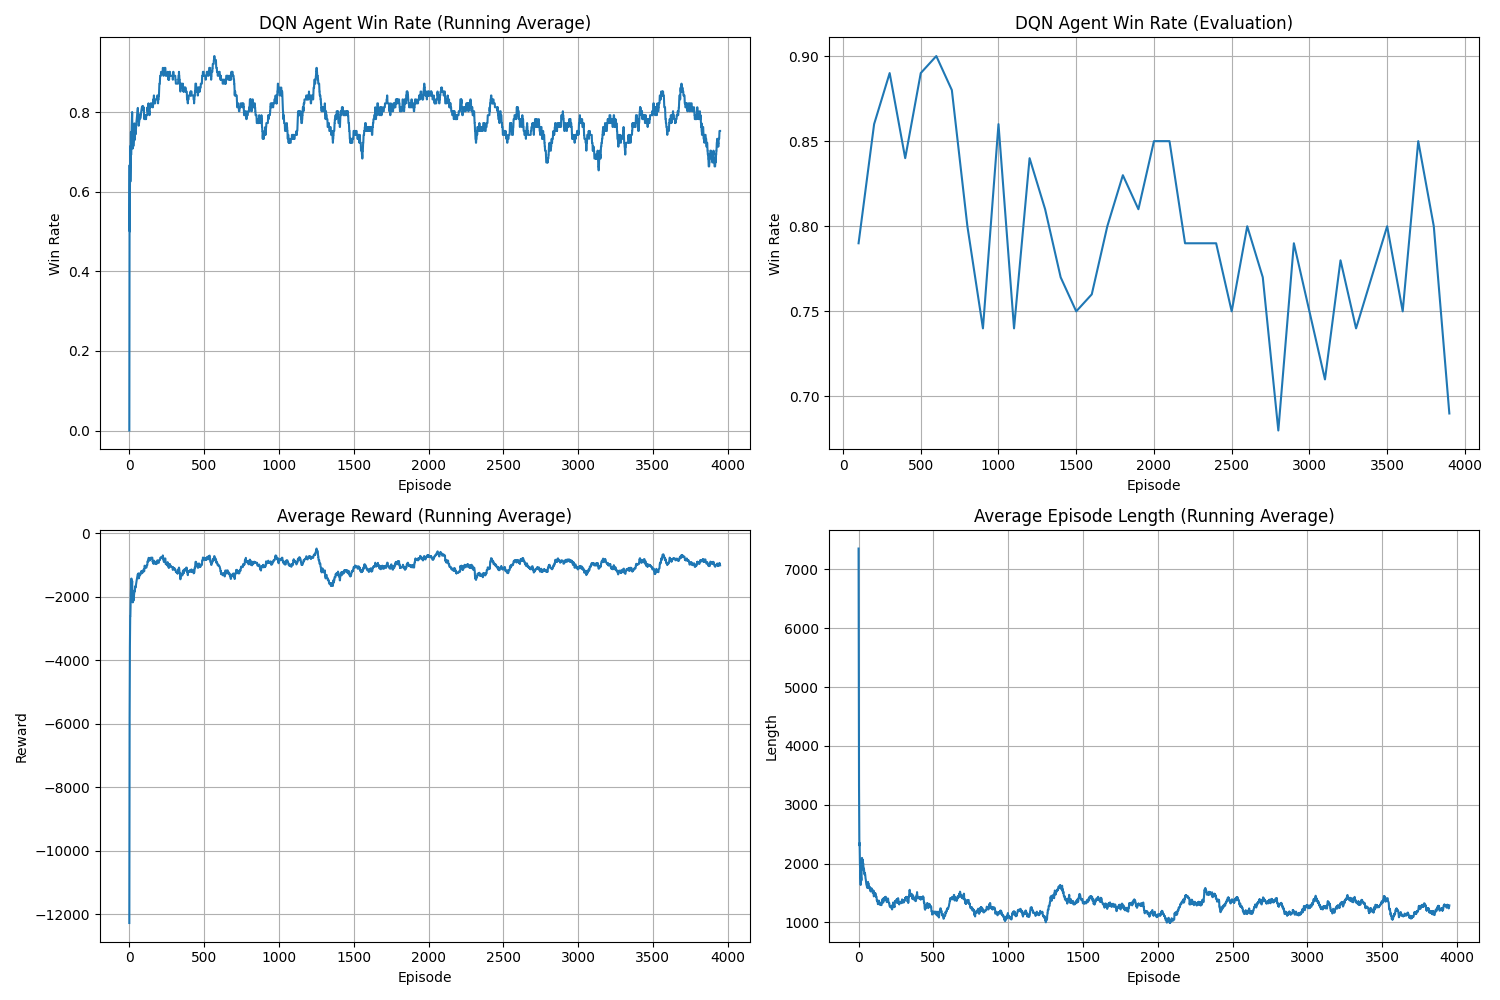 DQN Agent Win Rate (Running Average)
Win Rate
0.8
0.6
0.4
0.2
0.0
0 500 1000 1500 2000 2500 3000 3500 4000
Episode
DQN Agent Win Rate (Evaluation)
Win Rate
0.90
0.85
0.80
0.75
0.70
0 500 1000 1500 2000 2500 3000 3500 4000
Episode
Average Reward (Running Average)
Reward
0
−2000
−4000
−6000
−8000
−10000
−12000
0 500 1000 1500 2000 2500 3000 3500 4000
Episode
Average Episode Length (Running Average)
Length
7000
6000
5000
4000
3000
2000
1000
0 500 1000 1500 2000 2500 3000 3500 4000
Episode